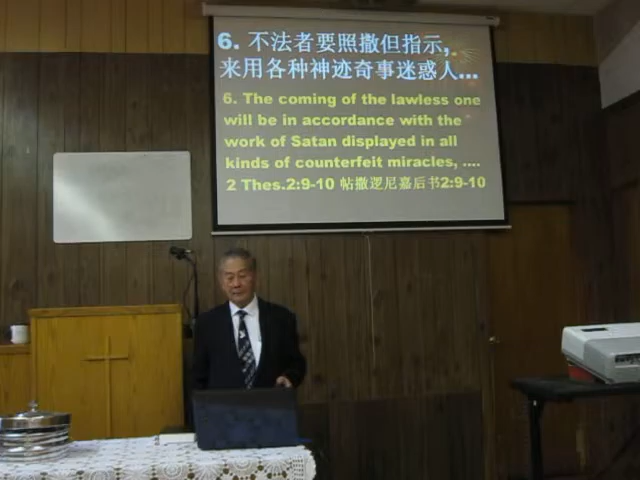 6. 不法者要照撒但指示,
来用各种神迹奇事迷惑人...
6. The coming of the lawless one
will be in accordance with the
work of Satan displayed in all
kinds of counterfeit miracles, ....
2 Thes.2:9-10 帖撒逻尼嘉后书2:9-10